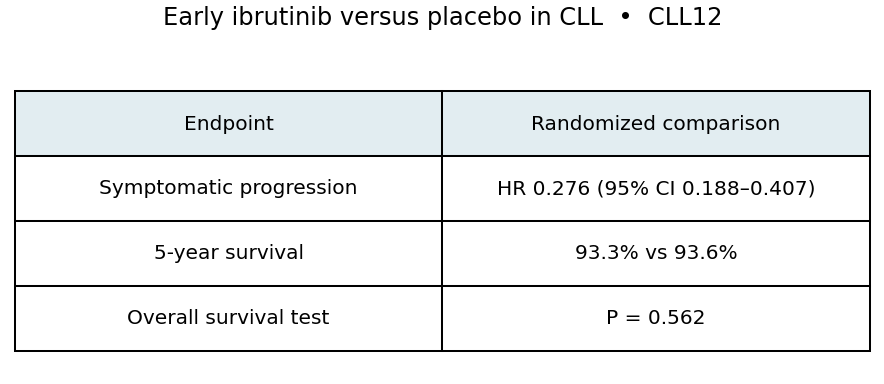 Early ibrutinib versus placebo in CLL • CLL12
Endpoint Randomized comparison
Symptomatic progression HR 0.276 (95% CI 0.188–0.407)
5-year survival 93.3% vs 93.6%
Overall survival test P = 0.562